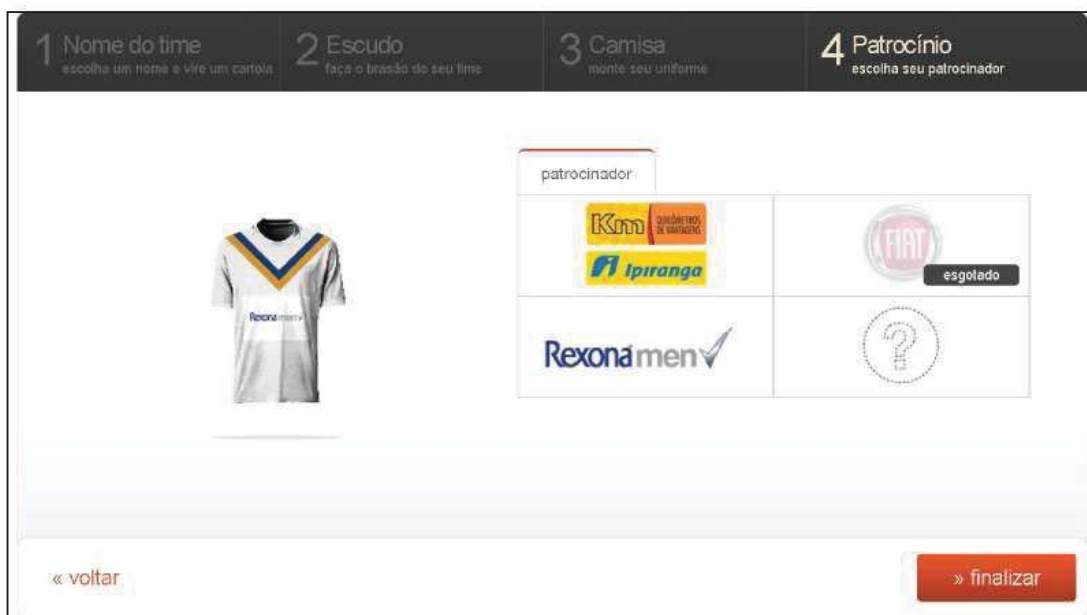 1 Nome do time
escolha um nome e vire um cartola
2 Escudo
faça o brasão do seu time
3 Camisa
monte seu uniforme
4 Patrocínio
escolha seu patrocinador
patrocinador
Km QUILÔMETROS
DE VANTAGENS
Ipiranga
FIAT
esgotado
Rexona men
Rexona men
?
« voltar
» finalizar